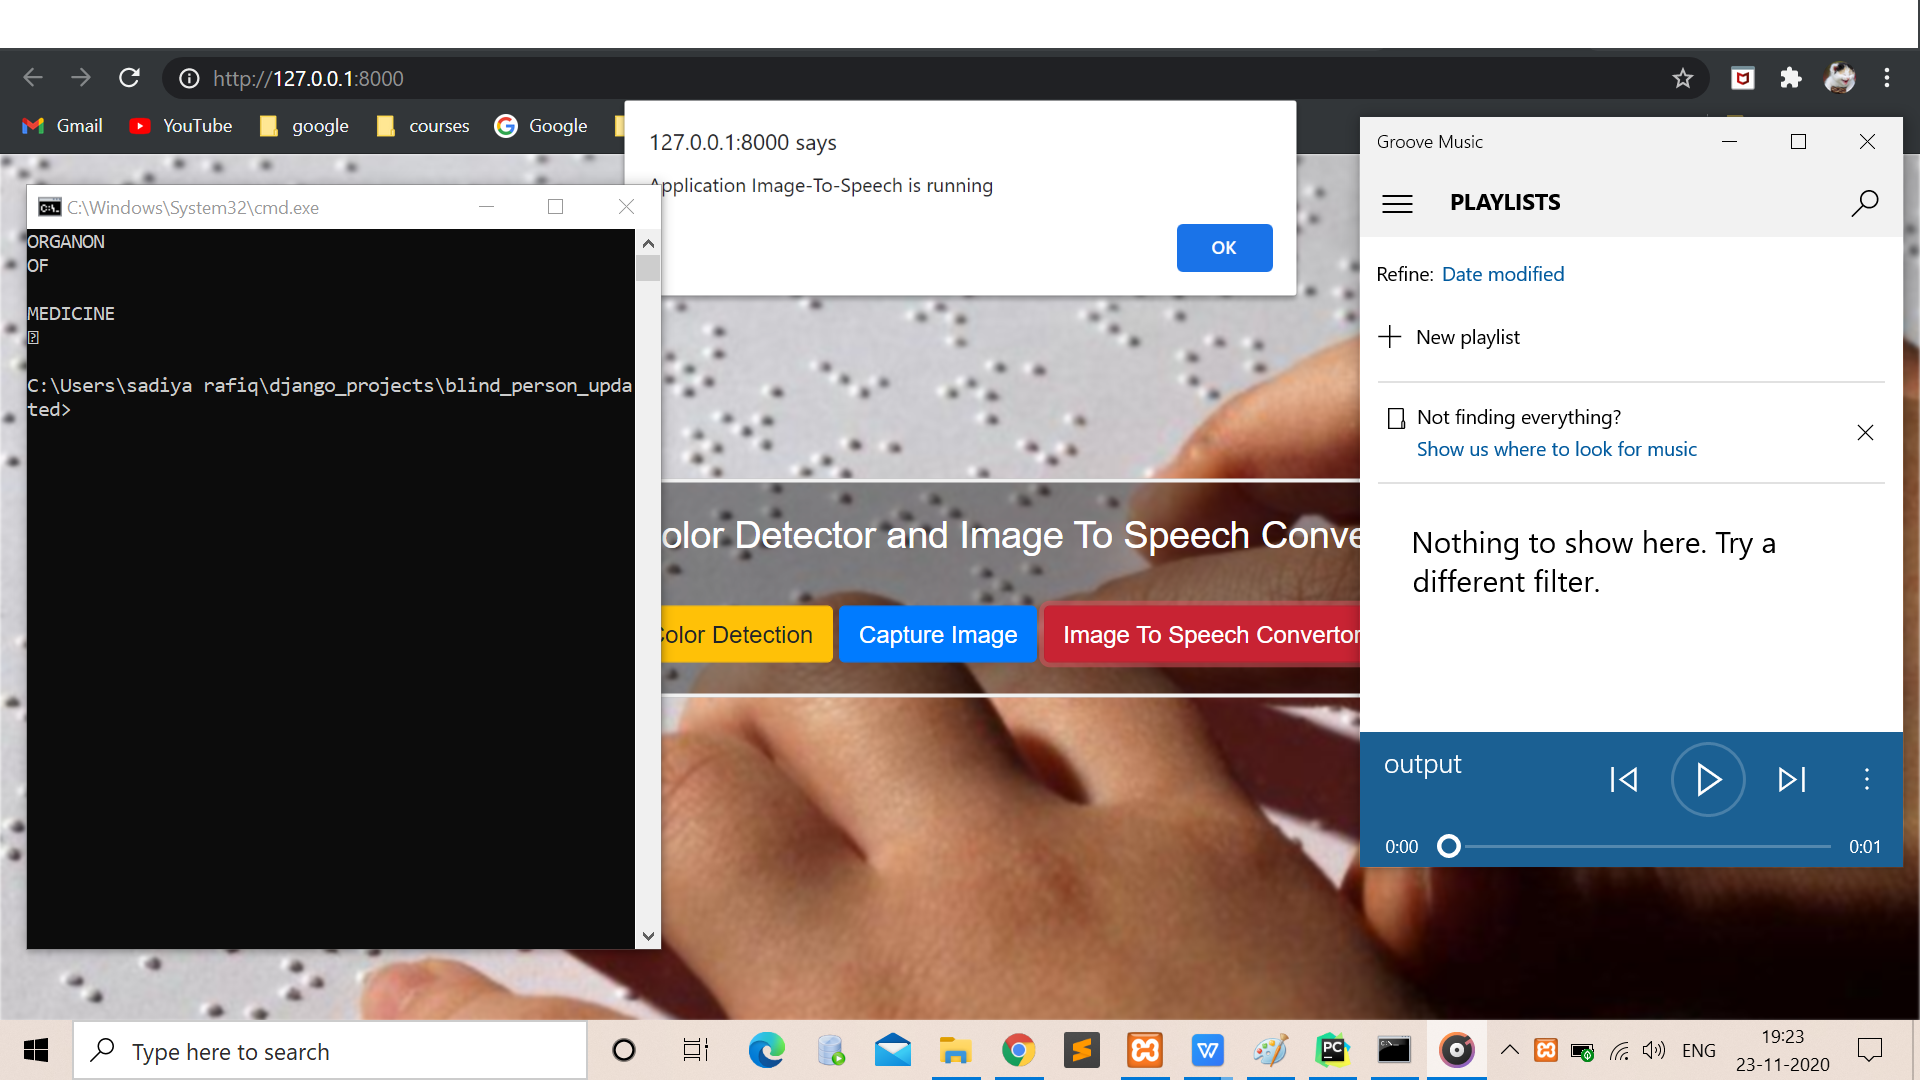 http://127.0.0.1:8000
Gmail
YouTube
google
courses
Google
127.0.0.1:8000 says
Application Image-To-Speech is running
OK
C:\Windows\System32\cmd.exe
ORGANON
OF
MEDICINE
C:\Users\sadiya rafiq\django_projects\blind_person_upda
ted>
olor Detector and Image To Speech Conve
Color Detection
Capture Image
Image To Speech Convertor
Groove Music
PLAYLISTS
Refine: Date modified
New playlist
Not finding everything?
Show us where to look for music
Nothing to show here. Try a
different filter.
output
0:00
0:01
Type here to search
PC
ENG
19:23
23-11-2020